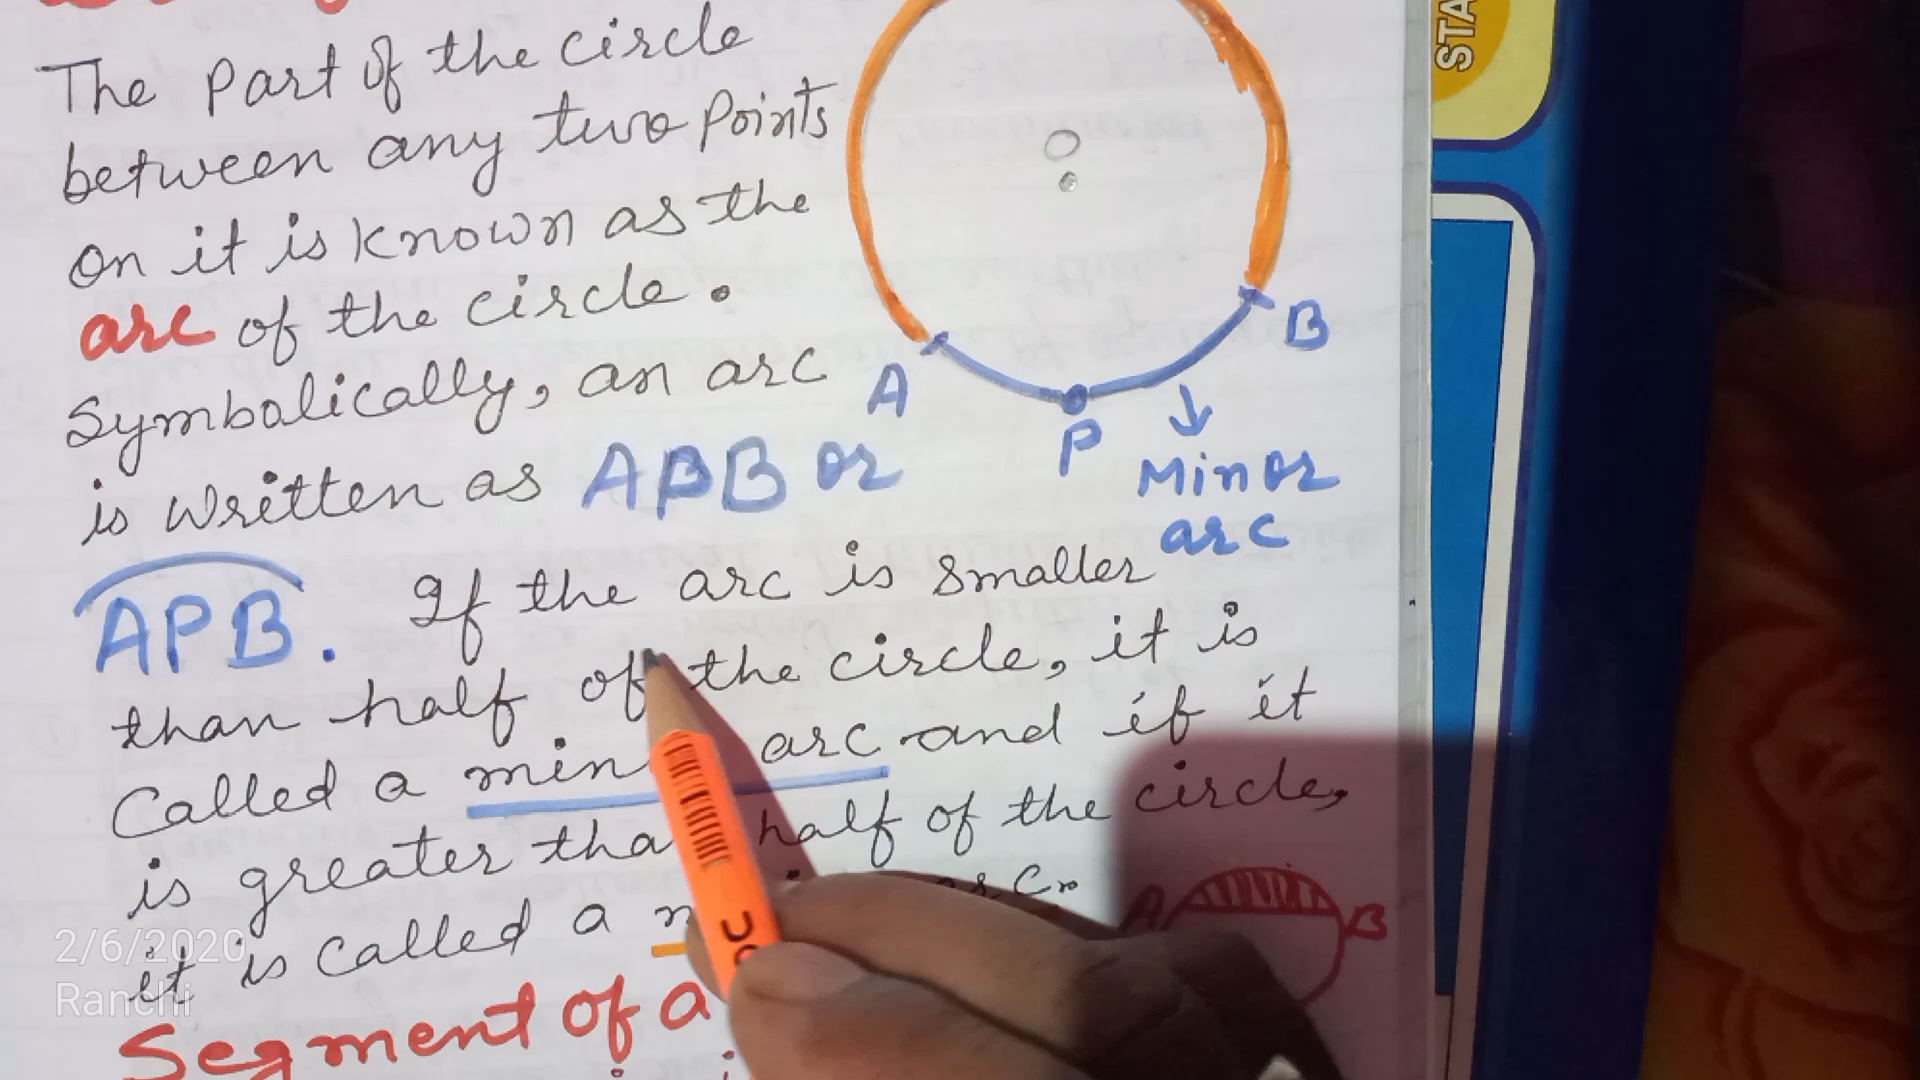 The Part of the circle
between any two Points
on it is known as the
arc of the circle.
Symbolically, an arc
is written as APB or
APB. If the arc is smaller
than half of the circle, it is
Called a arc and if it
is greater half of the circle,
it is called a
Segment of a
O
A
B
P
Minor
arc
A B
STA
2/6/2020
Ranchi